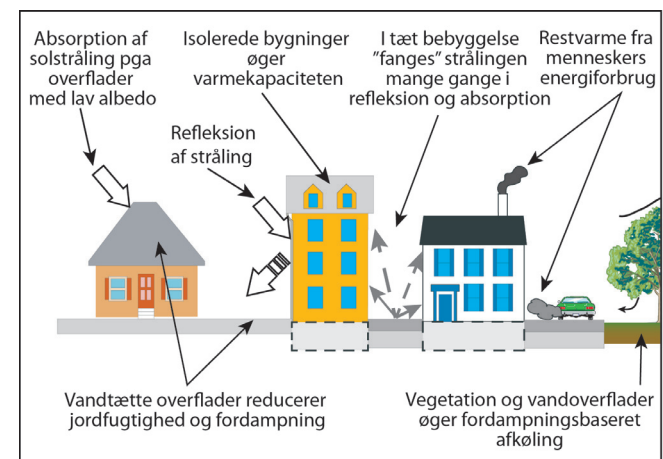 Absorption af
solstråling pga
overflader
med lav albedo
Isolerede bygninger
øger
varmekapaciteten
I tæt bebyggelse
”fanges” strålingen
mange gange i
refleksion og absorption
Restvarme fra
menneskers
energiforbrug
Refleksion
af stråling
Vandtætte overflader reducerer
jordfugtighed og fordampning
Vegetation og vandoverflader
øger fordampningsbaseret
afkøling